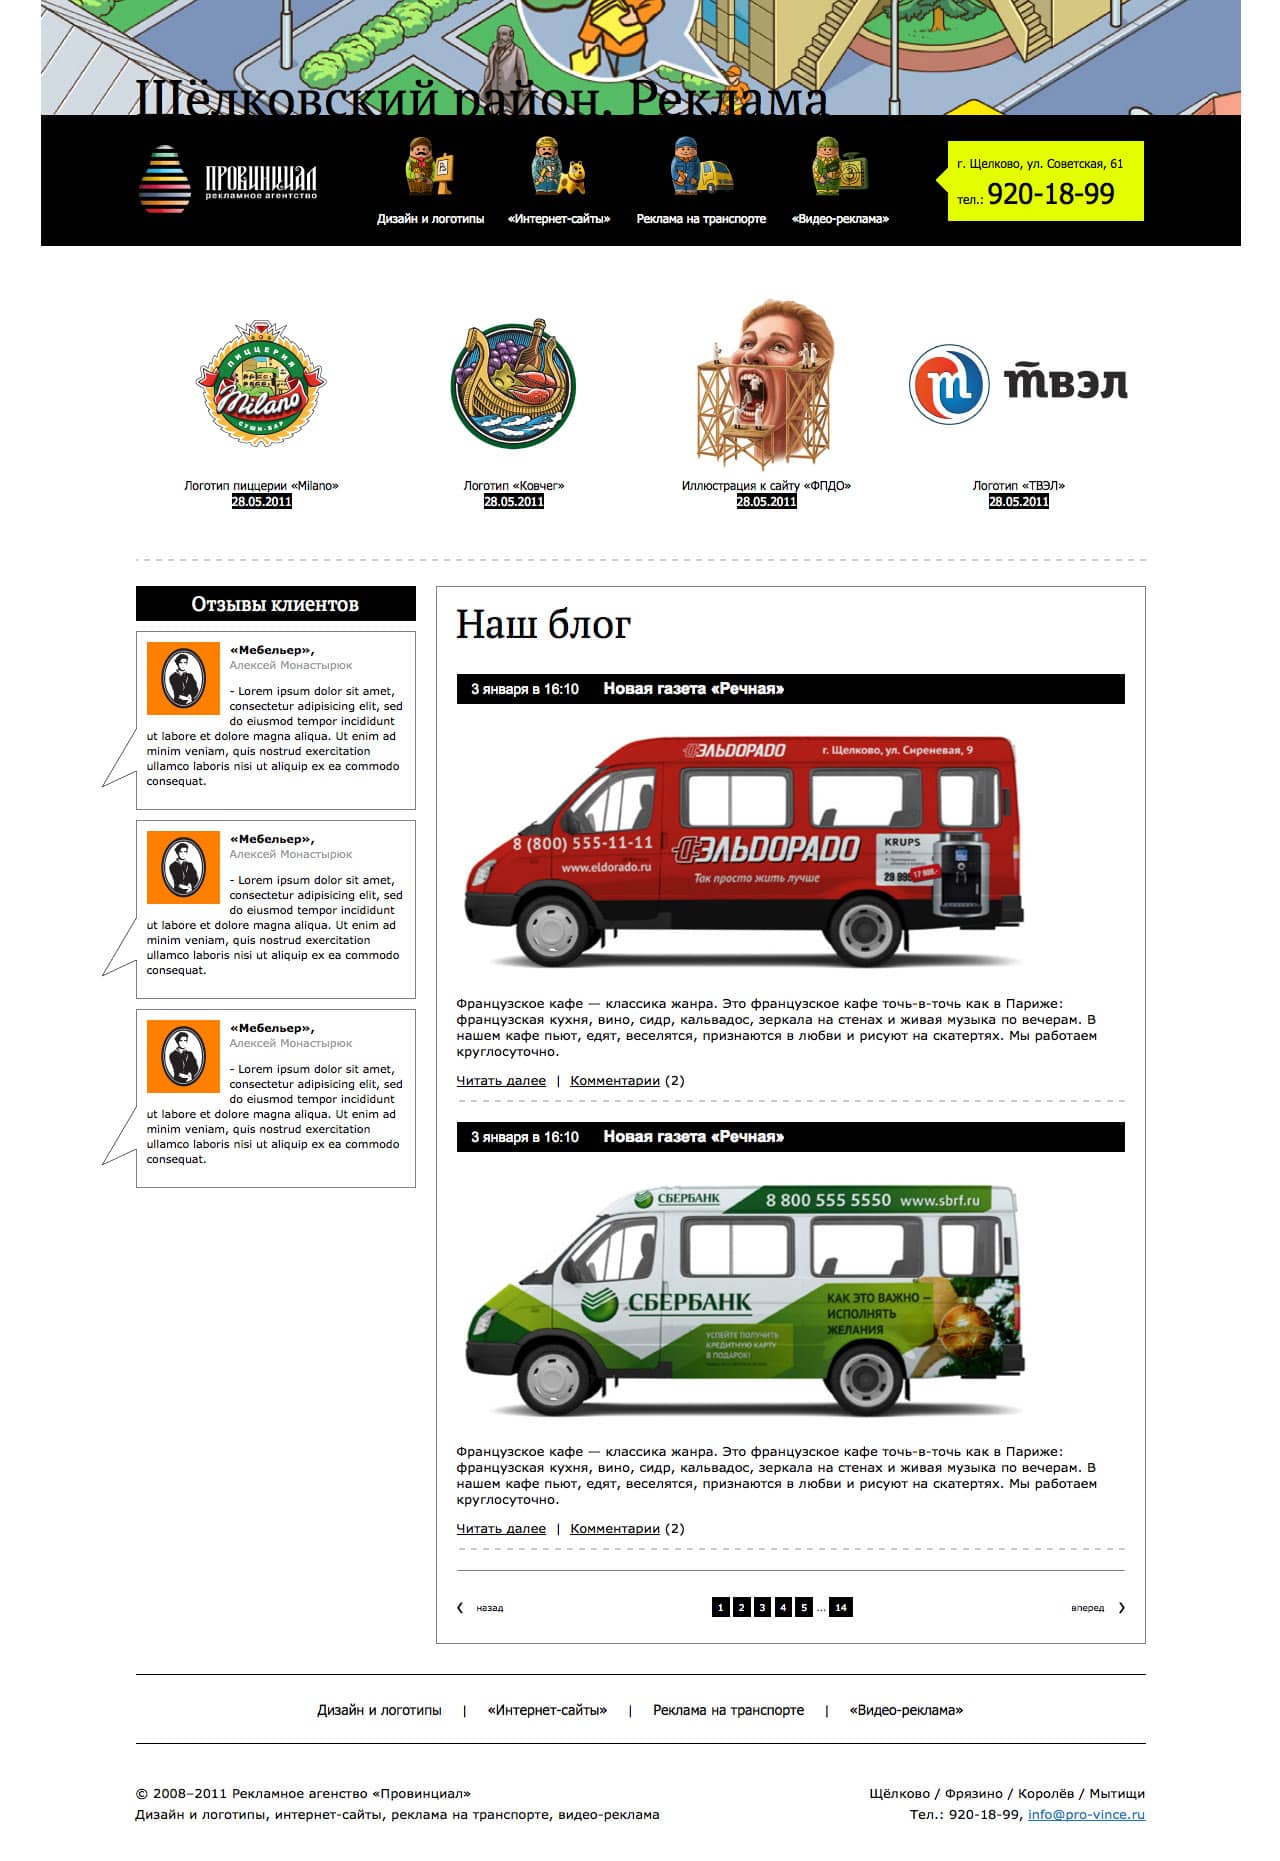 Щёлковский район. Реклама
ПРОВИНЦИАЛ
рекламное агентство
Дизайн и логотипы
«Интернет-сайты»
Реклама на транспорте
«Видео-реклама»
г. Щелково, ул. Советская, 61
тел.: 920-18-99
ПИЦЦЕРИЯ
Milano
СУШИ-БАР
ТВЭЛ
Логотип пиццерии «Milano»
28.05.2011
Логотип «Ковчег»
28.05.2011
Иллюстрация к сайту «ФПДО»
28.05.2011
Логотип «ТВЭЛ»
28.05.2011
Отзывы клиентов
«Мебельер»,
Алексей Монастырюк
- Lorem ipsum dolor sit amet,
consectetur adipisicing elit, sed
do eiusmod tempor incididunt
ut labore et dolore magna aliqua. Ut enim ad
minim veniam, quis nostrud exercitation
ullamco laboris nisi ut aliquip ex ea commodo
consequat.
«Мебельер»,
Алексей Монастырюк
- Lorem ipsum dolor sit amet,
consectetur adipisicing elit, sed
do eiusmod tempor incididunt
ut labore et dolore magna aliqua. Ut enim ad
minim veniam, quis nostrud exercitation
ullamco laboris nisi ut aliquip ex ea commodo
consequat.
«Мебельер»,
Алексей Монастырюк
- Lorem ipsum dolor sit amet,
consectetur adipisicing elit, sed
do eiusmod tempor incididunt
ut labore et dolore magna aliqua. Ut enim ad
minim veniam, quis nostrud exercitation
ullamco laboris nisi ut aliquip ex ea commodo
consequat.
Наш блог
3 января в 16:10 Новая газета «Речная»
ЭЛЬDОРАDО г. Щелково, ул. Сиреневая, 9
8 (800) 555-11-11
www.eldorado.ru
ЭЛЬDОРАDО
Так просто жить лучше
KRUPS
17 900.-
Французское кафе — классика жанра. Это французское кафе точь-в-точь как в Париже:
французская кухня, вино, сидр, кальвадос, зеркала на стенах и живая музыка по вечерам. В
нашем кафе пьют, едят, веселятся, признаются в любви и рисуют на скатертях. Мы работаем
круглосуточно.
Читать далее | Комментарии (2)
3 января в 16:10 Новая газета «Речная»
СБЕРБАНК 8 800 555 5550 www.sbrf.ru
СБЕРБАНК
КАК ЭТО ВАЖНО –
ИСПОЛНЯТЬ
ЖЕЛАНИЯ
УСПЕЙТЕ ПОЛУЧИТЬ
КРЕДИТНУЮ КАРТУ
В ПОДАРОК!
Французское кафе — классика жанра. Это французское кафе точь-в-точь как в Париже:
французская кухня, вино, сидр, кальвадос, зеркала на стенах и живая музыка по вечерам. В
нашем кафе пьют, едят, веселятся, признаются в любви и рисуют на скатертях. Мы работаем
круглосуточно.
Читать далее | Комментарии (2)
назад 1 2 3 4 5 ... 14 вперед
Дизайн и логотипы | «Интернет-сайты» | Реклама на транспорте | «Видео-реклама»
© 2008–2011 Рекламное агенство «Провинциал»
Дизайн и логотипы, интернет-сайты, реклама на транспорте, видео-реклама
Щёлково / Фрязино / Королёв / Мытищи
Тел.: 920-18-99, info@pro-vince.ru